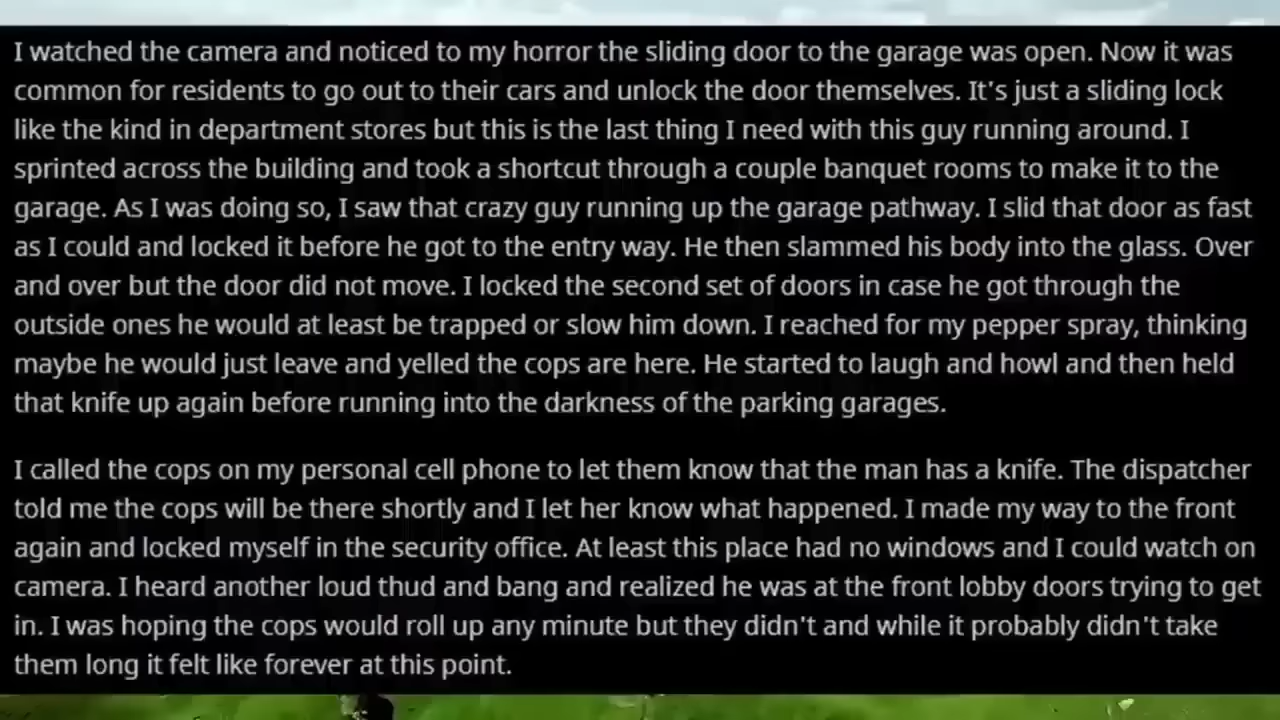 I watched the camera and noticed to my horror the sliding door to the garage was open. Now it was
common for residents to go out to their cars and unlock the door themselves. It's just a sliding lock
like the kind in department stores but this is the last thing I need with this guy running around. I
sprinted across the building and took a shortcut through a couple banquet rooms to make it to the
garage. As I was doing so, I saw that crazy guy running up the garage pathway. I slid that door as fast
as I could and locked it before he got to the entry way. He then slammed his body into the glass. Over
and over but the door did not move. I locked the second set of doors in case he got through the
outside ones he would at least be trapped or slow him down. I reached for my pepper spray, thinking
maybe he would just leave and yelled the cops are here. He started to laugh and howl and then held
that knife up again before running into the darkness of the parking garages.
I called the cops on my personal cell phone to let them know that the man has a knife. The dispatcher
told me the cops will be there shortly and I let her know what happened. I made my way to the front
again and locked myself in the security office. At least this place had no windows and I could watch on
camera. I heard another loud thud and bang and realized he was at the front lobby doors trying to get
in. I was hoping the cops would roll up any minute but they didn't and while it probably didn't take
them long it felt like forever at this point.